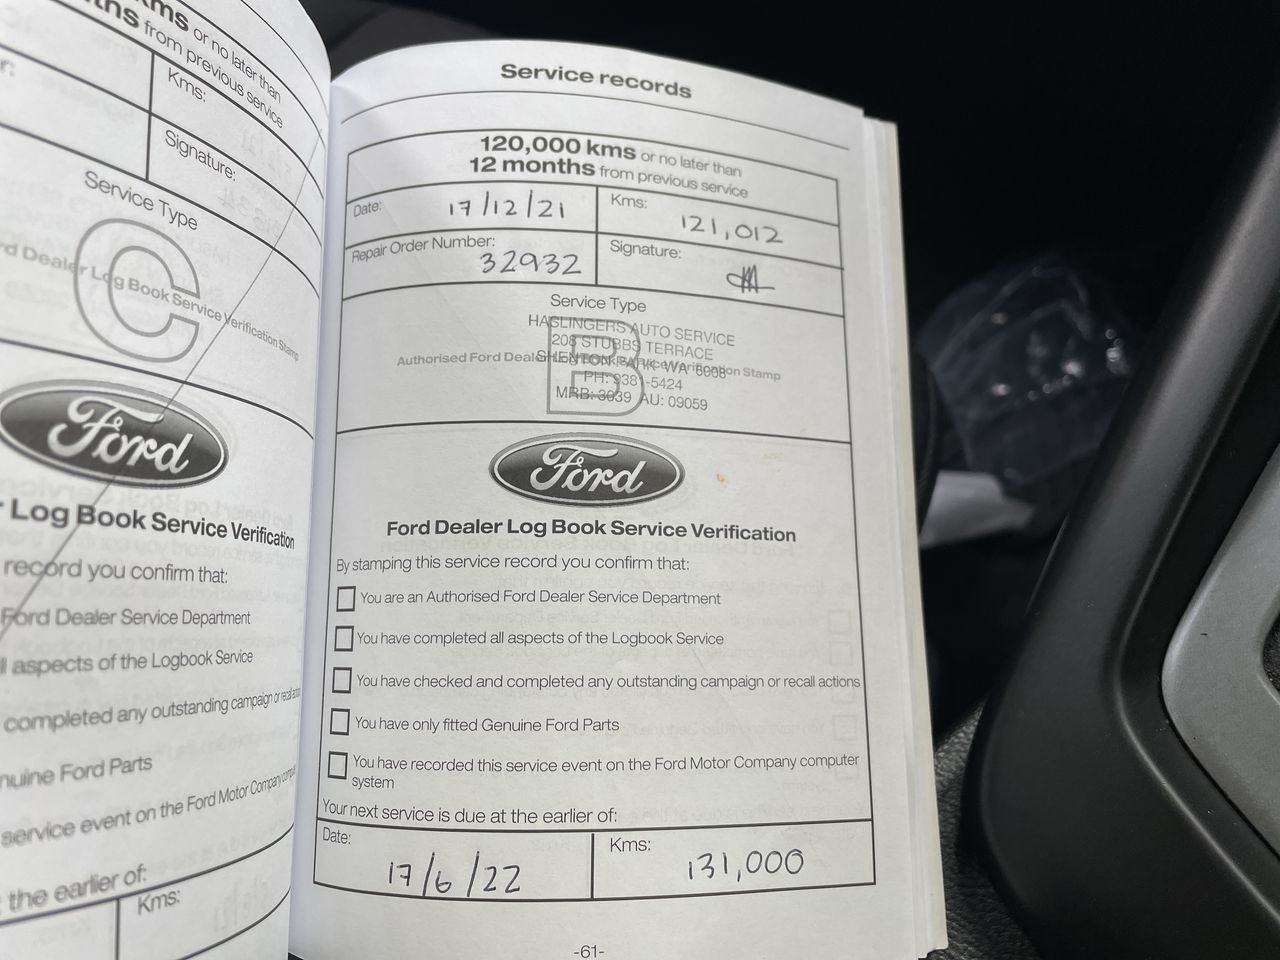 kms or no later than
ths from previous service
r:
Kms:
Signature:
Service Type
C
rd Dealer Log Book Service Verification Stamp
Ford
r Log Book Service Verification
record you confirm that:
Ford Dealer Service Department
ll aspects of the Logbook Service
completed any outstanding campaign or recall actions
nuine Ford Parts
service event on the Ford Motor Company
the earlier of:
Kms:
Service records
120,000 kms or no later than
12 months from previous service
Date: 17/12/21
Kms: 121,012
Repair Order Number: 32932
Signature:
Service Type
B
HASLINGERS AUTO SERVICE
208 STUBBS TERRACE
Authorised Ford Dealer Log Book Service Verification Stamp
SHENTON PARK WA 6008
PH: 9381-5424
MRB: 3039 AU: 09059
Ford
Ford Dealer Log Book Service Verification
By stamping this service record you confirm that:
You are an Authorised Ford Dealer Service Department
You have completed all aspects of the Logbook Service
You have checked and completed any outstanding campaign or recall actions
You have only fitted Genuine Ford Parts
You have recorded this service event on the Ford Motor Company computer
system
Your next service is due at the earlier of:
Date: 17/6/22
Kms: 131,000
-61-